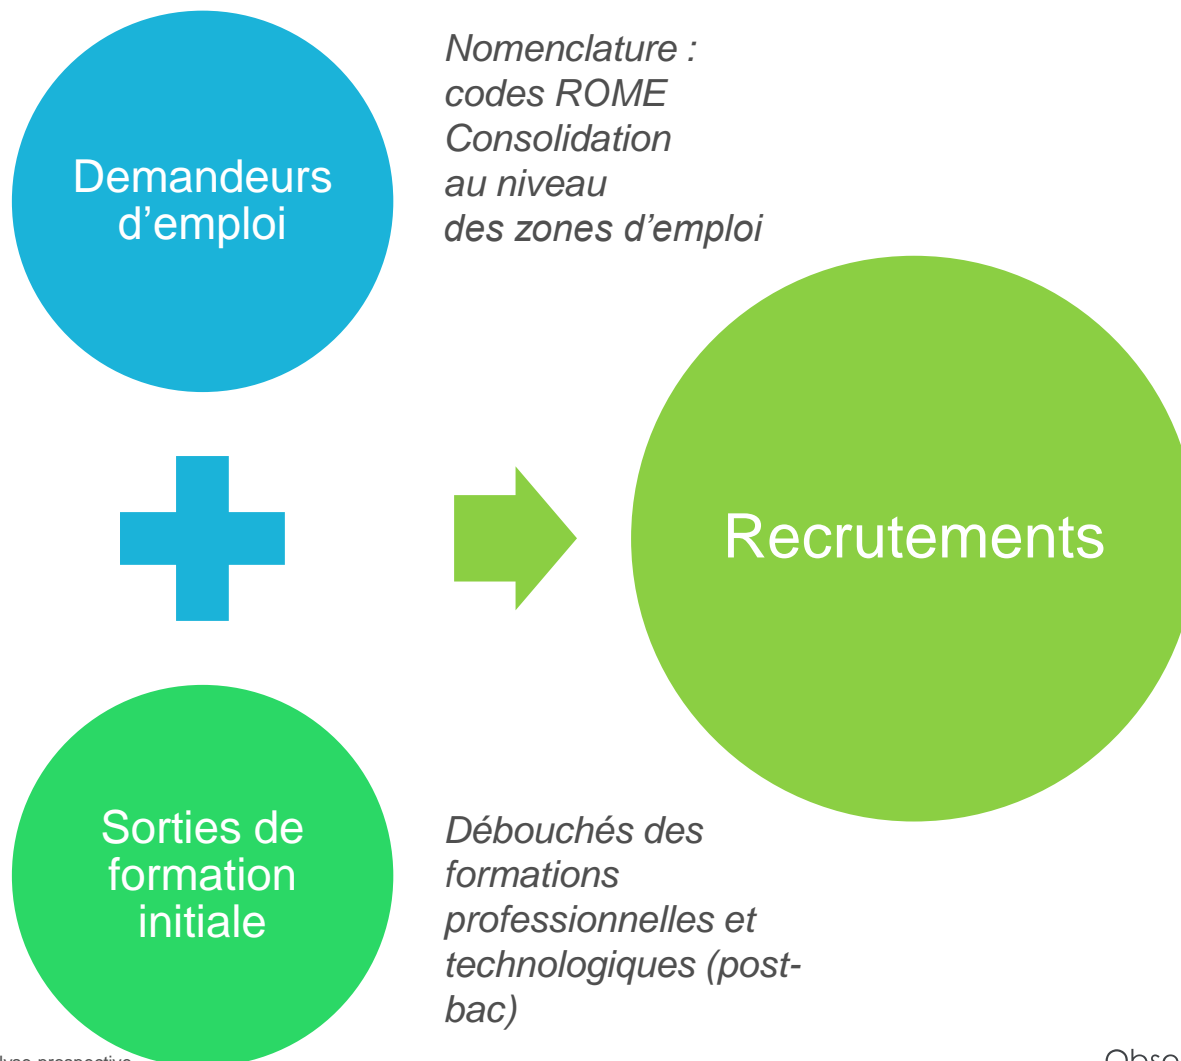 Nomenclature :
codes ROME
Consolidation
au niveau
des zones d’emploi
Demandeurs
d’emploi
Recrutements
Sorties de
formation
initiale
Débouchés des
formations
professionnelles et
technologiques (post-
bac)